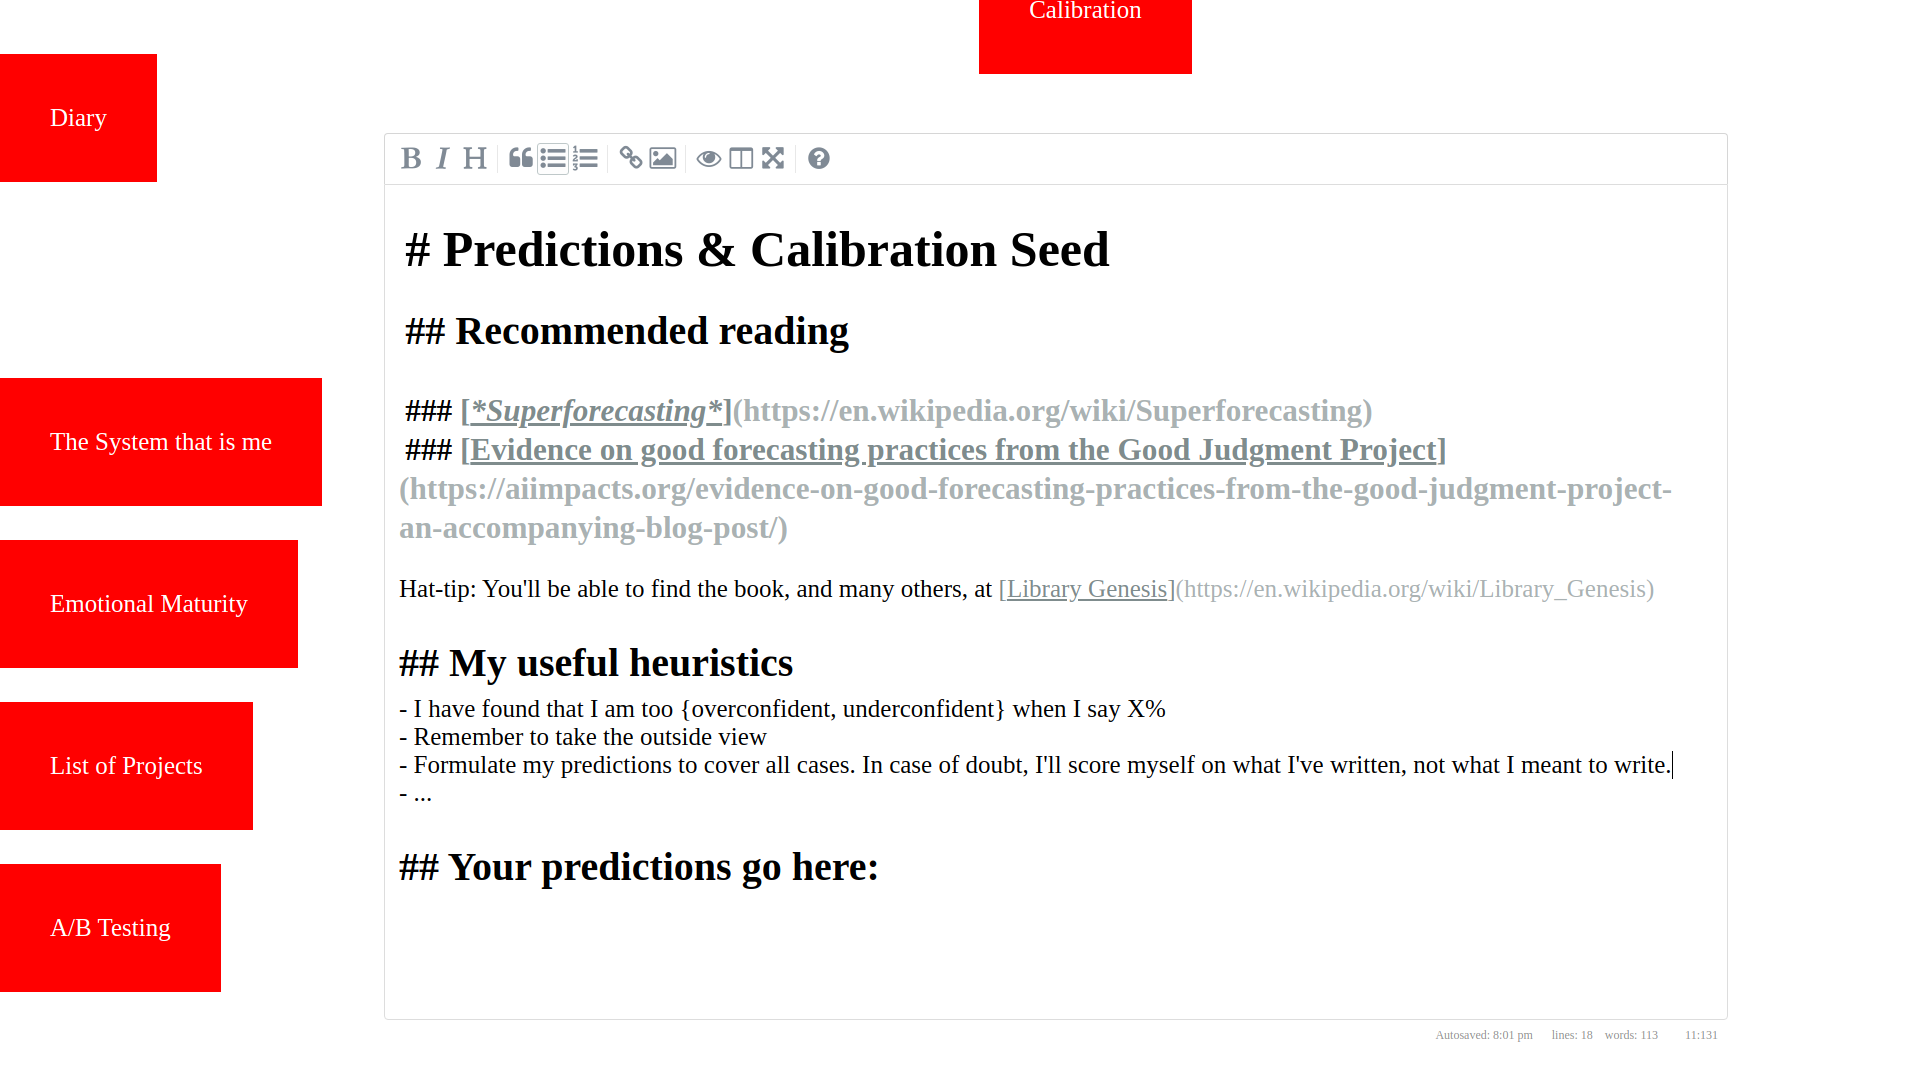 Calibration
Diary
The System that is me
Emotional Maturity
List of Projects
A/B Testing
B I H
# Predictions & Calibration Seed
## Recommended reading
### [*Superforecasting*](https://en.wikipedia.org/wiki/Superforecasting)
### [Evidence on good forecasting practices from the Good Judgment Project]
(https://aiimpacts.org/evidence-on-good-forecasting-practices-from-the-good-judgment-project-
an-accompanying-blog-post/)
Hat-tip: You'll be able to find the book, and many others, at [Library Genesis](https://en.wikipedia.org/wiki/Library_Genesis)
## My useful heuristics
- I have found that I am too {overconfident, underconfident} when I say X%
- Remember to take the outside view
- Formulate my predictions to cover all cases. In case of doubt, I'll score myself on what I've written, not what I meant to write.
- ...
## Your predictions go here:
Autosaved: 8:01 pm lines: 18 words: 113 11:131